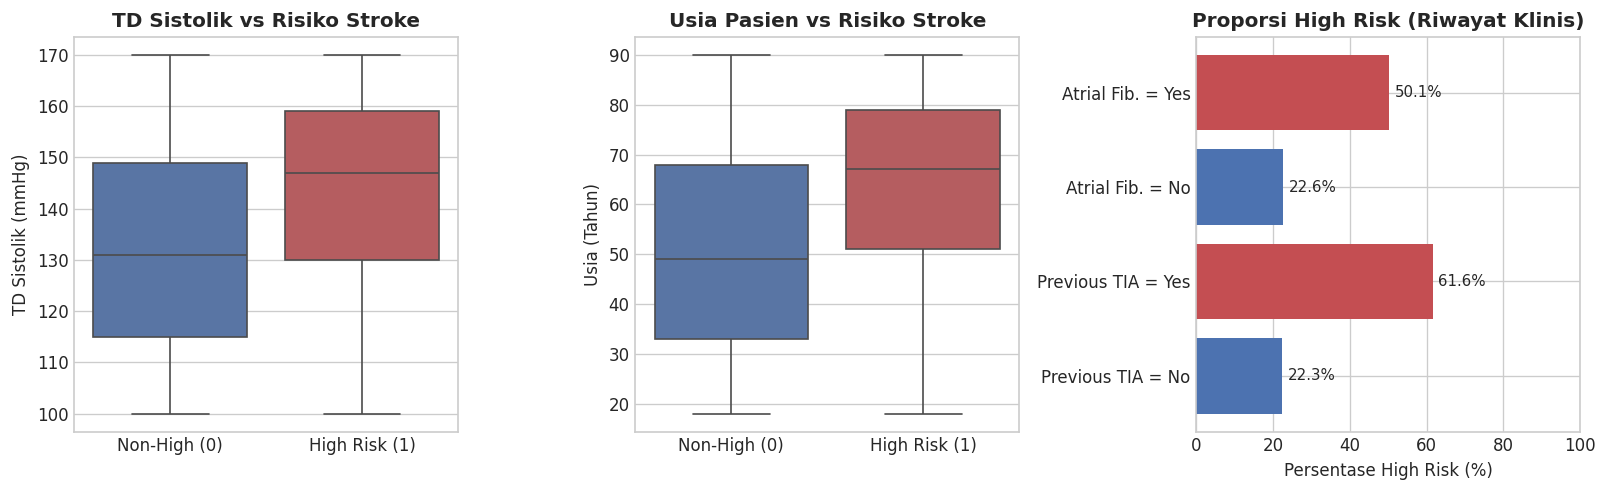 TD Sistolik vs Risiko Stroke
TD Sistolik (mmHg)
170
160
150
140
130
120
110
100
Non-High (0)
High Risk (1)
Usia Pasien vs Risiko Stroke
Usia (Tahun)
90
80
70
60
50
40
30
20
Non-High (0)
High Risk (1)
Proporsi High Risk (Riwayat Klinis)
Atrial Fib. = Yes
50.1%
Atrial Fib. = No
22.6%
Previous TIA = Yes
61.6%
Previous TIA = No
22.3%
0
20
40
60
80
100
Persentase High Risk (%)